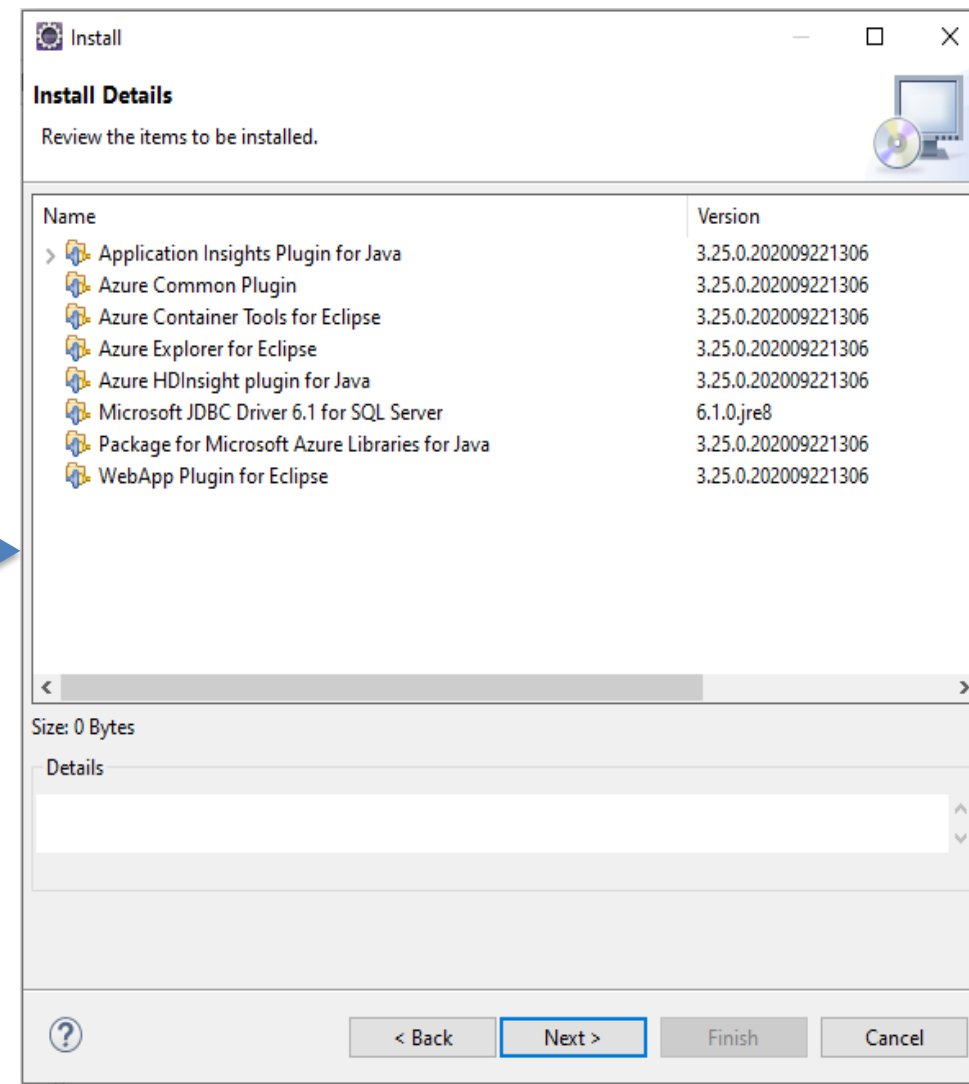 Install
Install Details
Review the items to be installed.
Name Version
Application Insights Plugin for Java 3.25.0.202009221306
Azure Common Plugin 3.25.0.202009221306
Azure Container Tools for Eclipse 3.25.0.202009221306
Azure Explorer for Eclipse 3.25.0.202009221306
Azure HDInsight plugin for Java 3.25.0.202009221306
Microsoft JDBC Driver 6.1 for SQL Server 6.1.0.jre8
Package for Microsoft Azure Libraries for Java 3.25.0.202009221306
WebApp Plugin for Eclipse 3.25.0.202009221306
Size: 0 Bytes
Details
? < Back Next > Finish Cancel